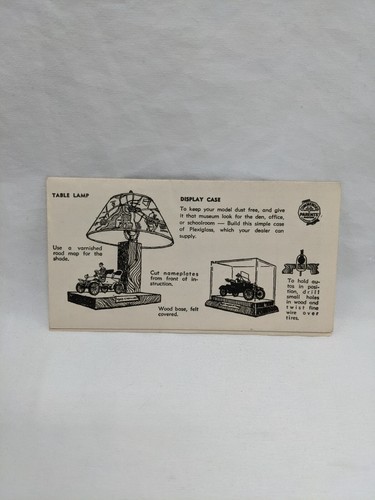 TABLE LAMP
Use a varnished
road map for the
shade.
Cut nameplates
from front of in-
struction.
Wood base, felt
covered.
DISPLAY CASE
To keep your model dust free, and give
it that museum look for the den, office,
or schoolroom — Build this simple case
of Plexiglass, which your dealer can
supply.
PARENTS'
To hold au-
tos in posi-
tion, drill
small holes
in wood and
twist fine
wire over
tires.